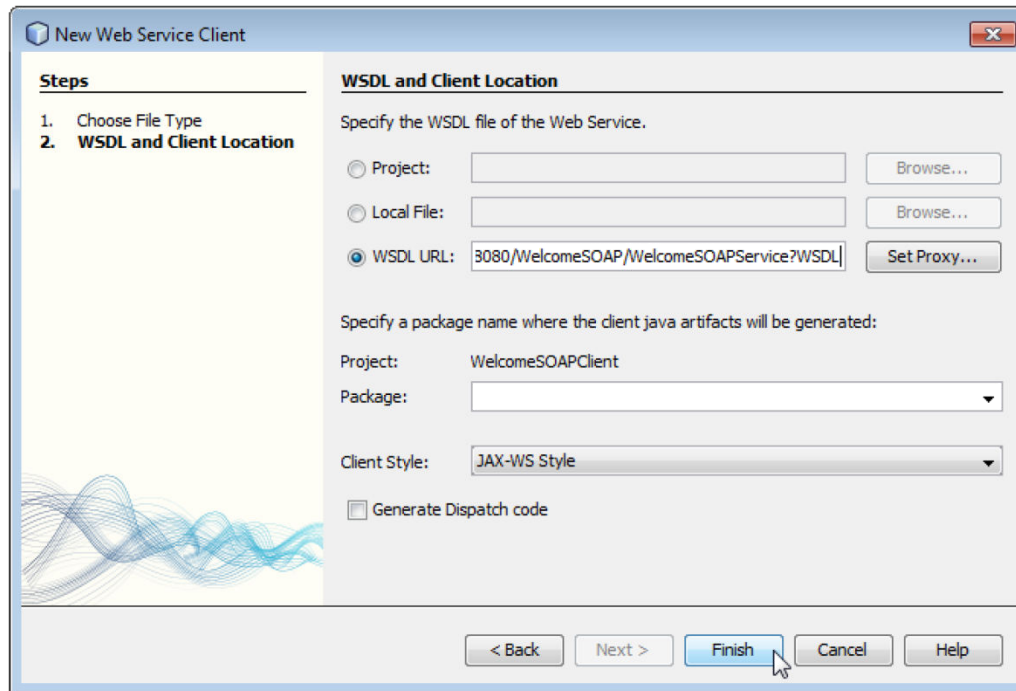 New Web Service Client
Steps
1. Choose File Type
2. WSDL and Client Location
WSDL and Client Location
Specify the WSDL file of the Web Service.
Project: Browse...
Local File: Browse...
WSDL URL: 8080/WelcomeSOAP/WelcomeSOAPService?WSDL Set Proxy...
Specify a package name where the client java artifacts will be generated:
Project: WelcomeSOAPClient
Package:
Client Style: JAX-WS Style
Generate Dispatch code
< Back Next > Finish Cancel Help